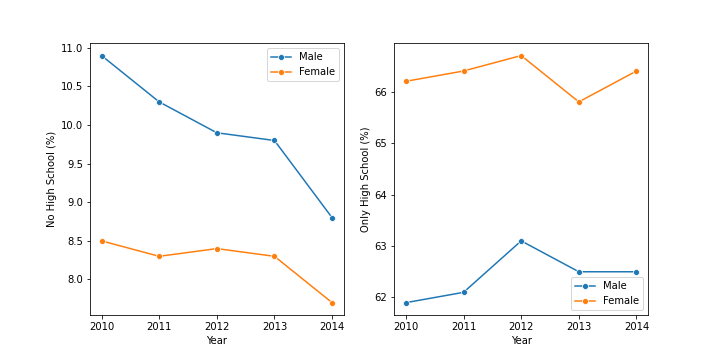 No High School (%)
11.0
10.5
10.0
9.5
9.0
8.5
8.0
2010 2011 2012 2013 2014
Year
Male
Female
Only High School (%)
66
65
64
63
62
2010 2011 2012 2013 2014
Year
Male
Female